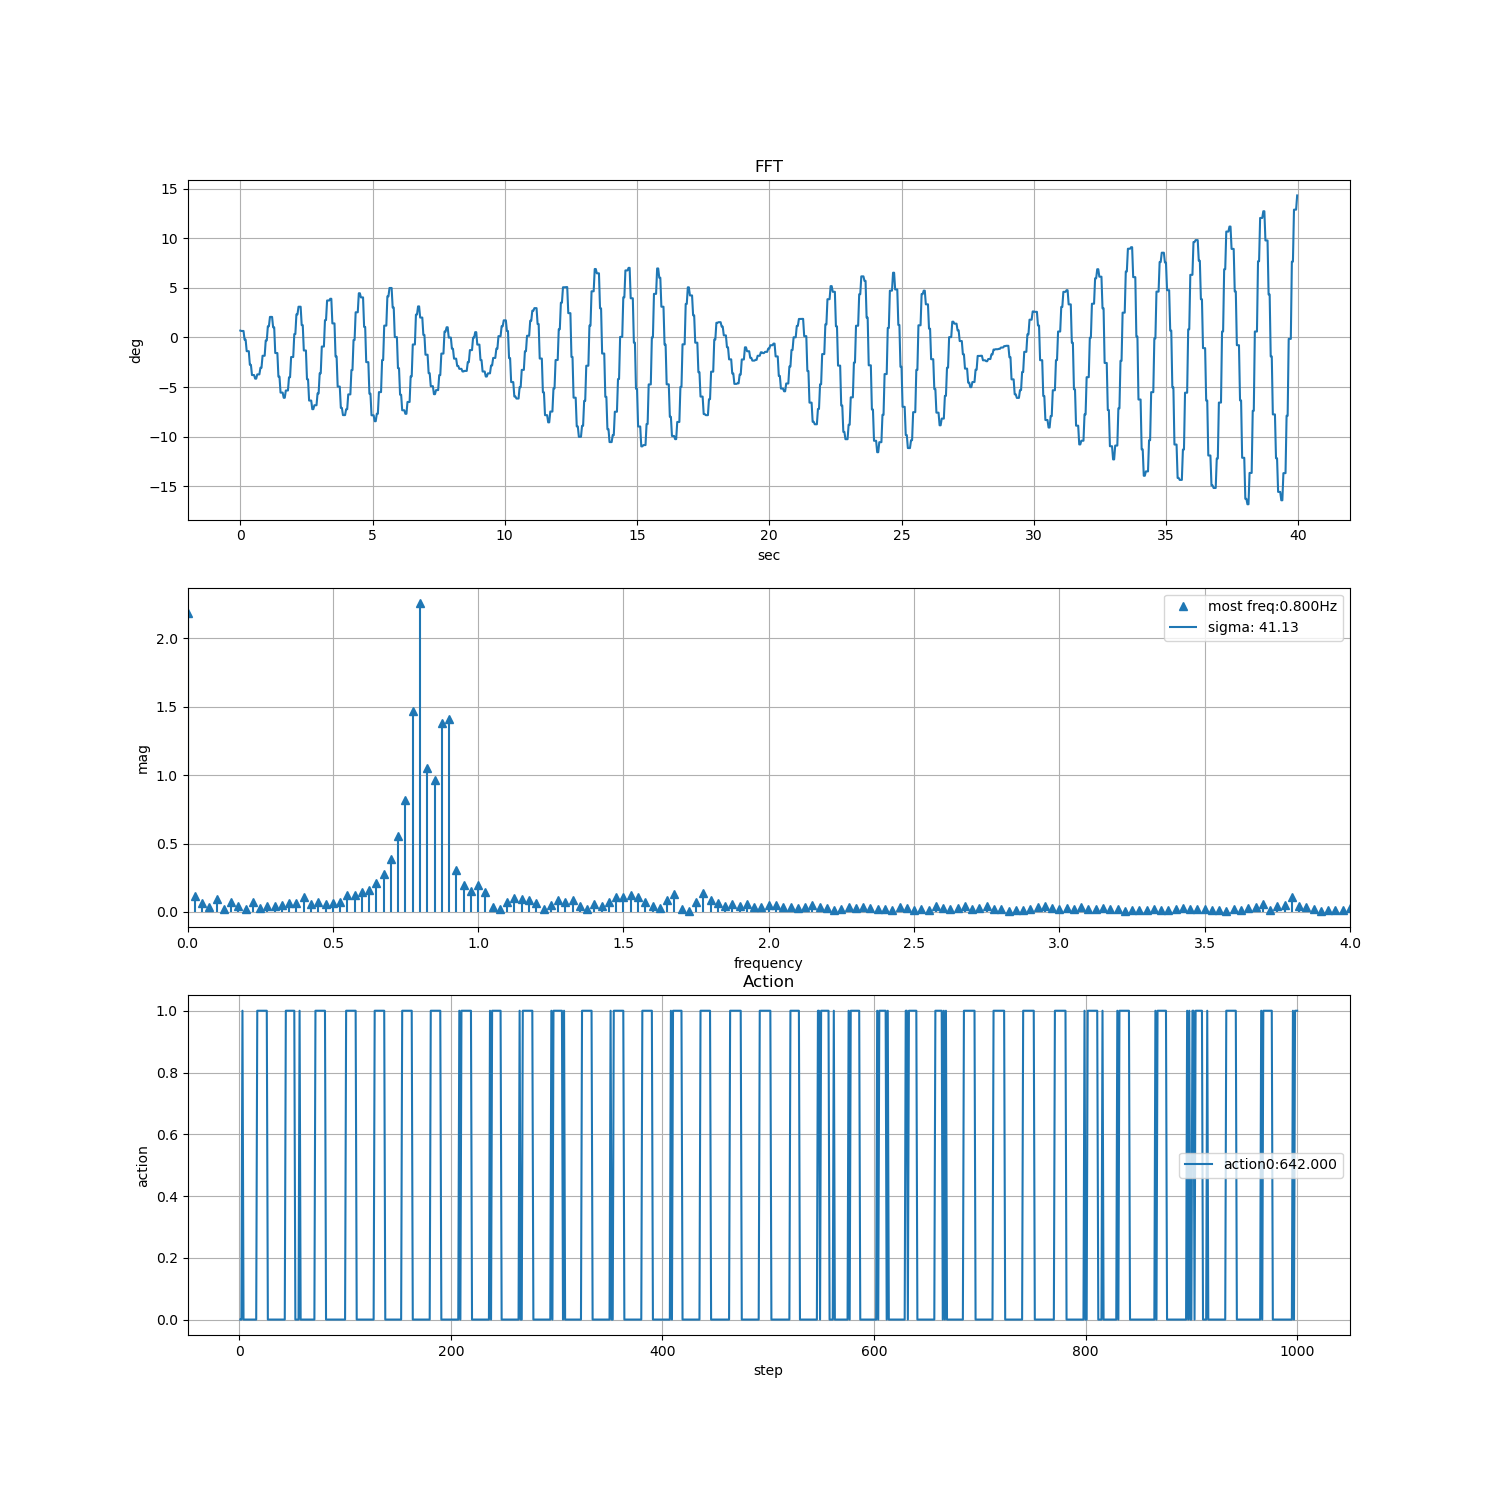 FFT
15
10
5
0
−5
−10
−15
deg
0 5 10 15 20 25 30 35 40
sec
most freq:0.800Hz
sigma: 41.13
2.0
1.5
1.0
0.5
0.0
mag
0.0 0.5 1.0 1.5 2.0 2.5 3.0 3.5 4.0
frequency
Action
1.0
0.8
0.6
0.4
0.2
0.0
action
action0:642.000
0 200 400 600 800 1000
step